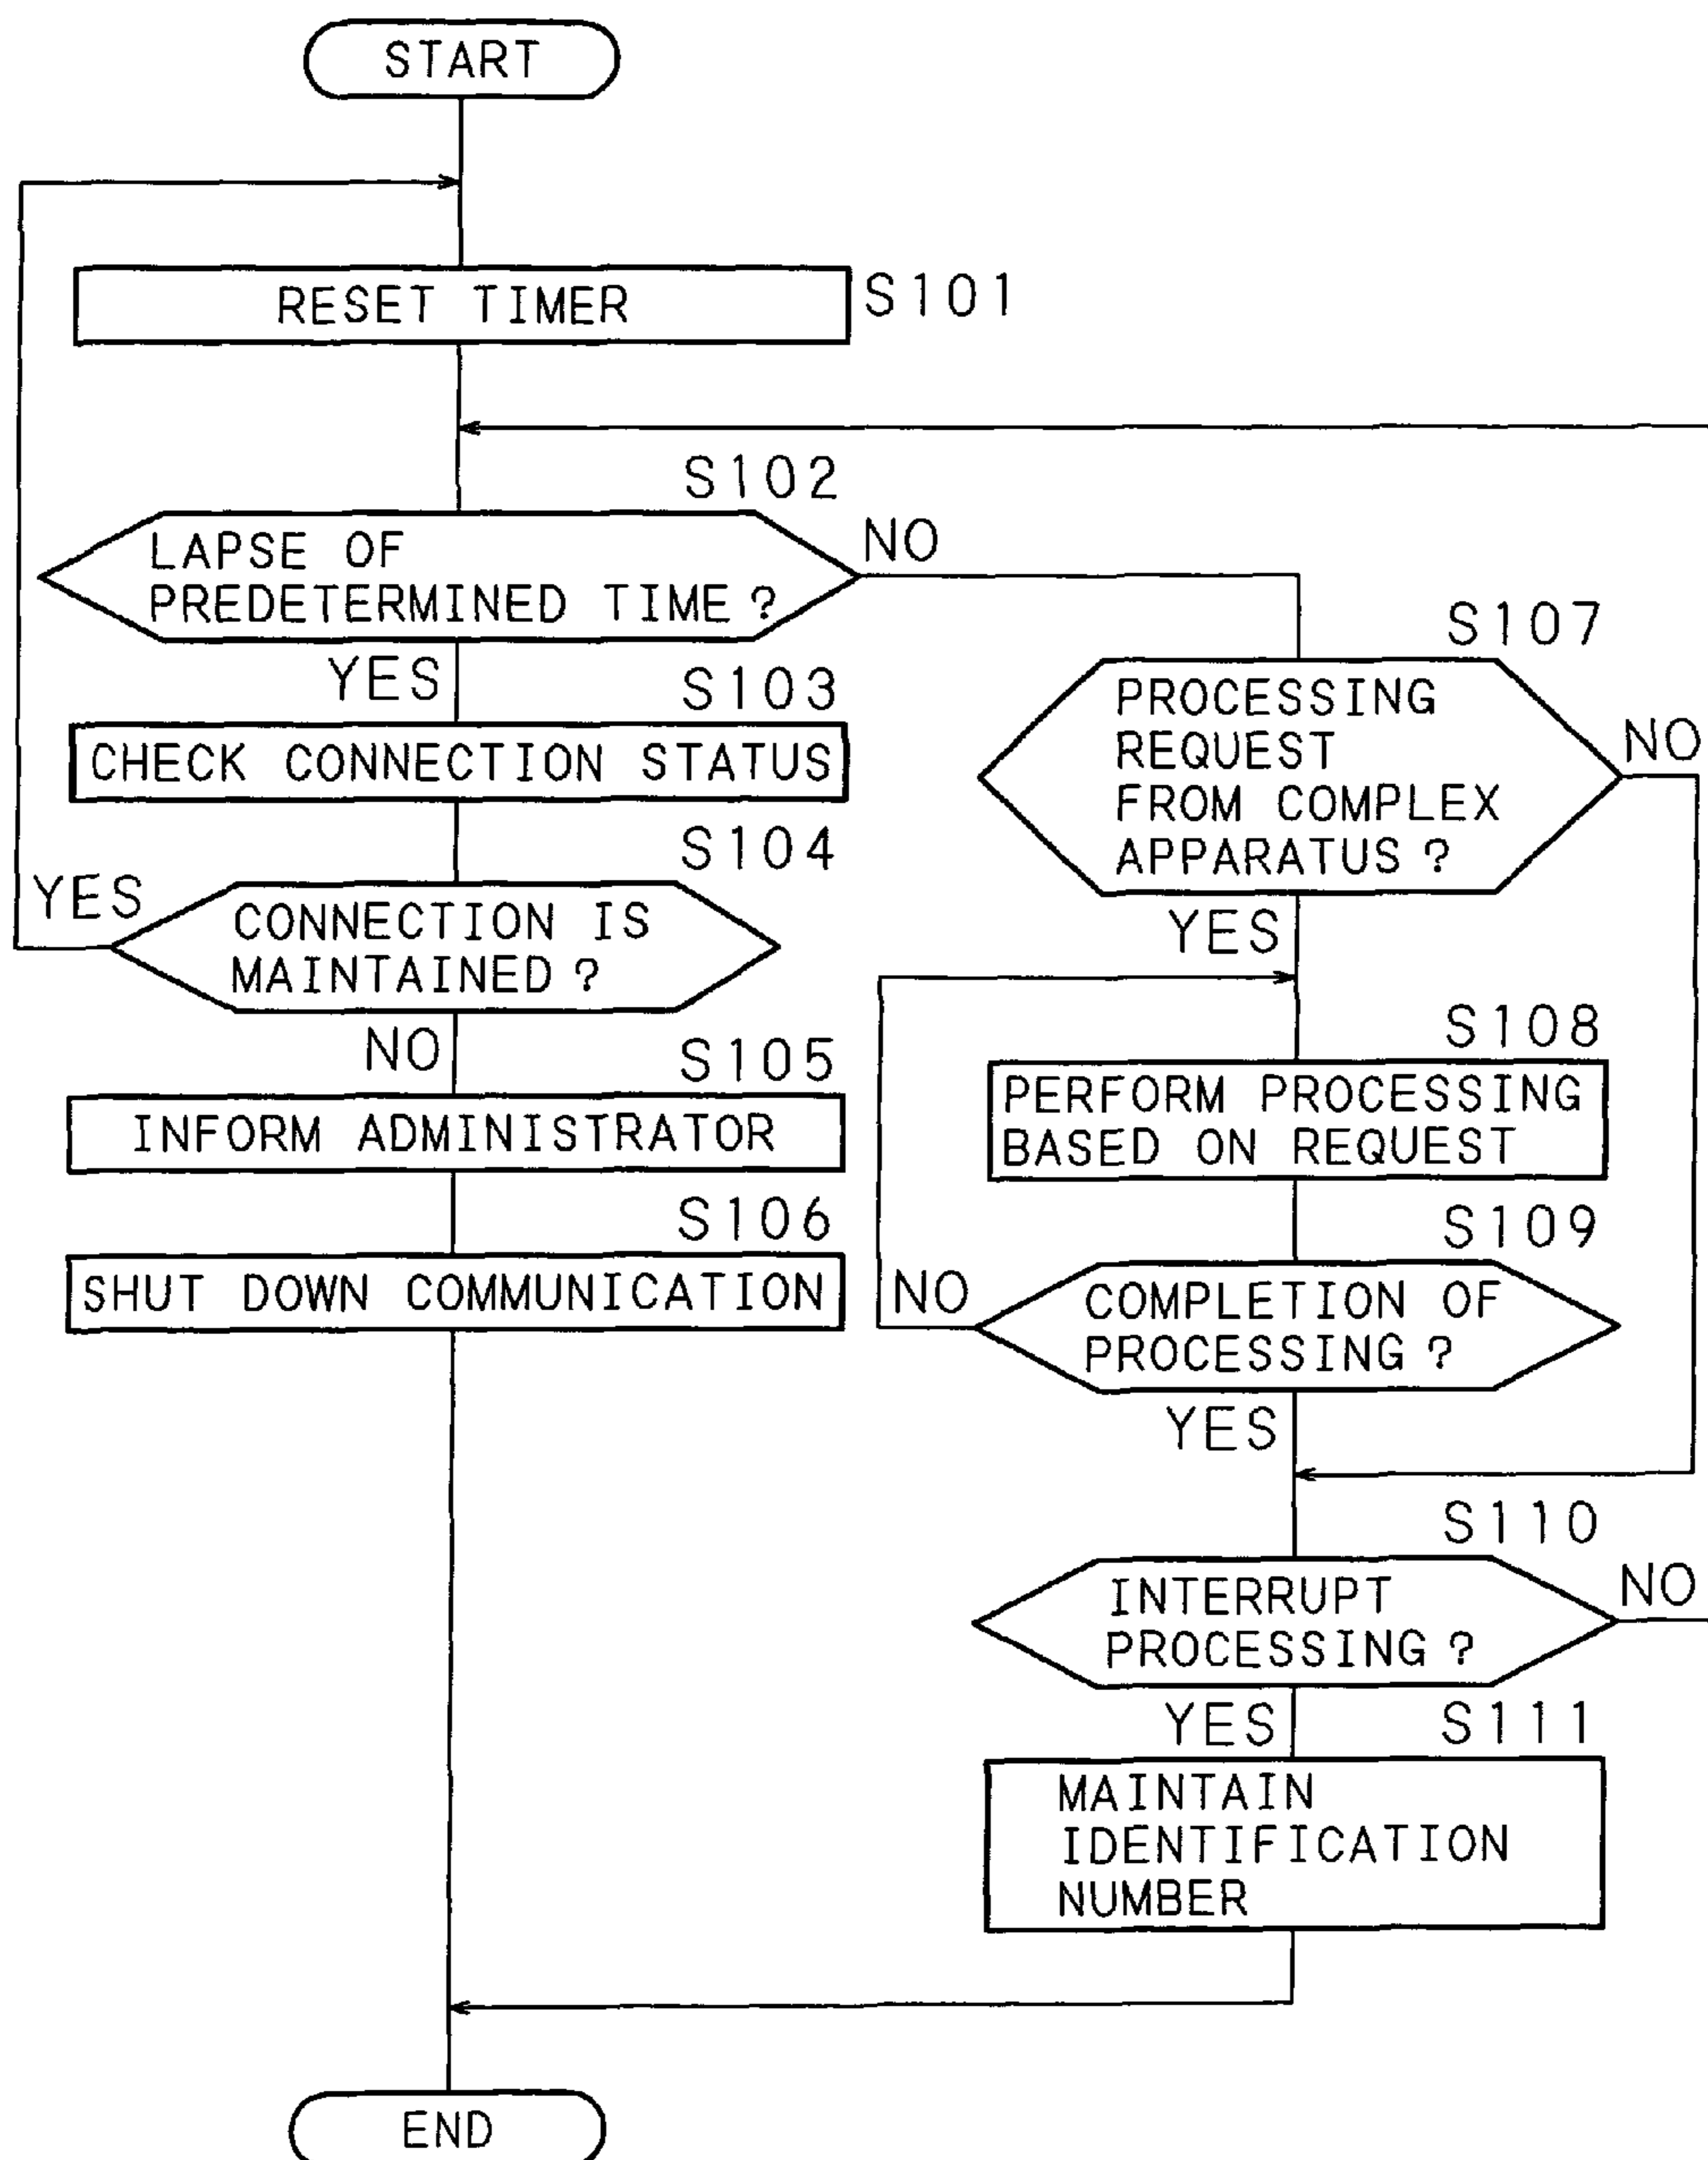 START
RESET TIMER
S101
S102
LAPSE OF
PREDETERMINED TIME ?
NO
YES
S103
CHECK CONNECTION STATUS
S104
YES
CONNECTION IS
MAINTAINED ?
NO
S105
INFORM ADMINISTRATOR
S106
SHUT DOWN COMMUNICATION
S107
PROCESSING
REQUEST
FROM COMPLEX
APPARATUS ?
NO
YES
S108
PERFORM PROCESSING
BASED ON REQUEST
S109
NO
COMPLETION OF
PROCESSING ?
YES
S110
INTERRUPT
PROCESSING ?
NO
YES
S111
MAINTAIN
IDENTIFICATION
NUMBER
END